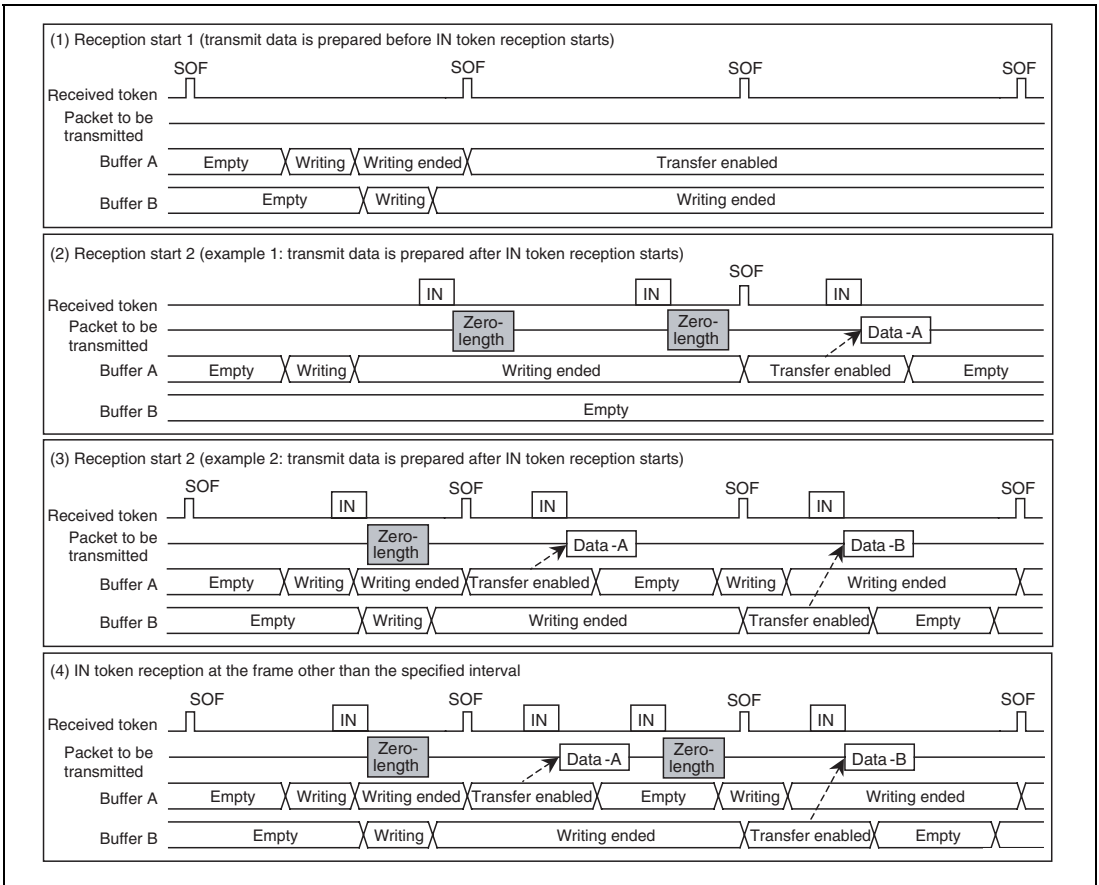 (1) Reception start 1 (transmit data is prepared before IN token reception starts)
SOF SOF SOF SOF
Received token
Packet to be
transmitted
Buffer A Empty Writing Writing ended Transfer enabled
Buffer B Empty Writing Writing ended
(2) Reception start 2 (example 1: transmit data is prepared after IN token reception starts)
SOF
IN IN IN
Received token
Packet to be
transmitted
Zero-
length
Zero-
length
Data -A
Buffer A Empty Writing Writing ended Transfer enabled Empty
Buffer B Empty
(3) Reception start 2 (example 2: transmit data is prepared after IN token reception starts)
SOF SOF SOF SOF
IN IN IN
Received token
Packet to be
transmitted
Zero-
length
Data -A Data -B
Buffer A Empty Writing Writing ended Transfer enabled Empty Writing Writing ended
Buffer B Empty Writing Writing ended Transfer enabled Empty
(4) IN token reception at the frame other than the specified interval
SOF SOF SOF SOF
IN IN IN IN
Received token
Packet to be
transmitted
Zero-
length
Data -A
Zero-
length
Data -B
Buffer A Empty Writing Writing ended Transfer enabled Empty Writing Writing ended
Buffer B Empty Writing Writing ended Transfer enabled Empty